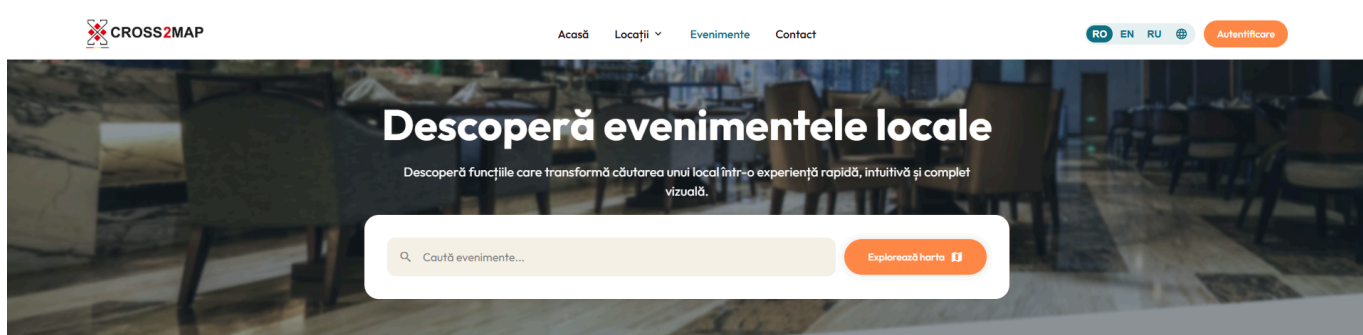 CROSS2MAP
Acasă
Locații
Evenimente
Contact
RO EN RU
Autentificare
Descoperă evenimentele locale
Descoperă funcțiile care transformă căutarea unui local într-o experiență rapidă, intuitivă și complet
vizuală.
Caută evenimente...
Explorează harta